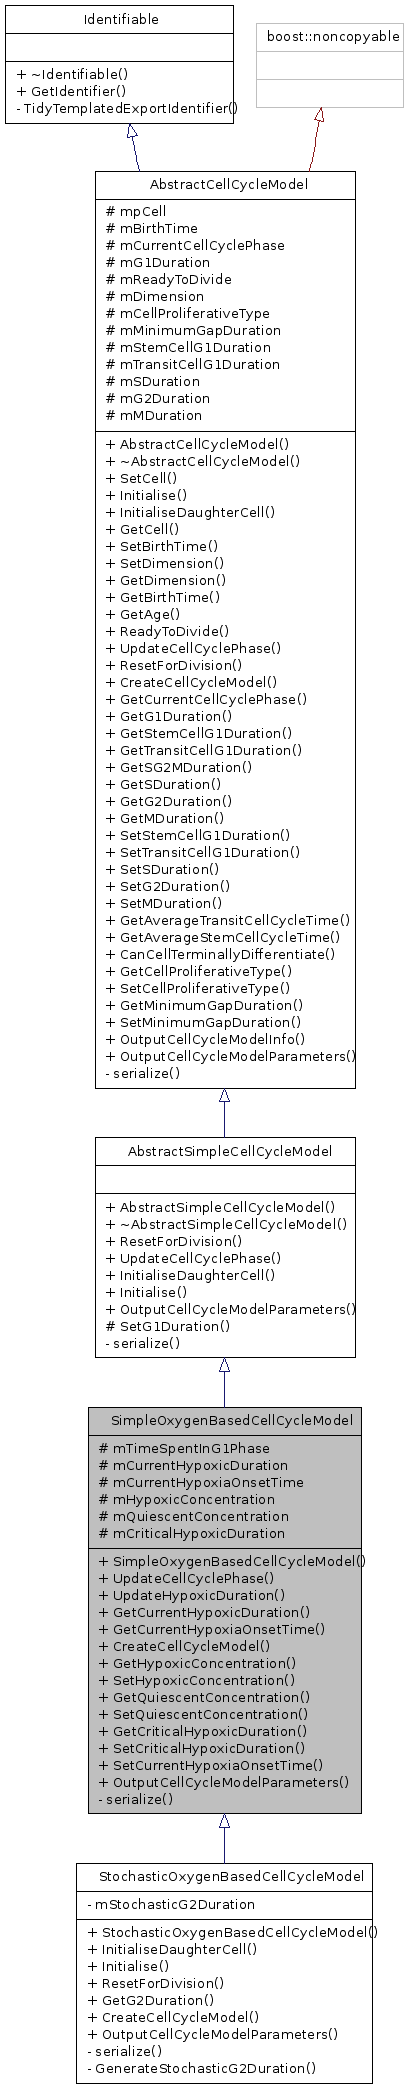 Identifiable
+ ~Identifiable()
+ GetIdentifier()
- TidyTemplatedExportIdentifier()
boost::noncopyable
AbstractCellCycleModel
# mpCell
# mBirthTime
# mCurrentCellCyclePhase
# mG1Duration
# mReadyToDivide
# mDimension
# mCellProliferativeType
# mMinimumGapDuration
# mStemCellG1Duration
# mTransitCellG1Duration
# mSDuration
# mG2Duration
# mMDuration
+ AbstractCellCycleModel()
+ ~AbstractCellCycleModel()
+ SetCell()
+ Initialise()
+ InitialiseDaughterCell()
+ GetCell()
+ SetBirthTime()
+ SetDimension()
+ GetDimension()
+ GetBirthTime()
+ GetAge()
+ ReadyToDivide()
+ UpdateCellCyclePhase()
+ ResetForDivision()
+ CreateCellCycleModel()
+ GetCurrentCellCyclePhase()
+ GetG1Duration()
+ GetStemCellG1Duration()
+ GetTransitCellG1Duration()
+ GetSG2MDuration()
+ GetSDuration()
+ GetG2Duration()
+ GetMDuration()
+ SetStemCellG1Duration()
+ SetTransitCellG1Duration()
+ SetSDuration()
+ SetG2Duration()
+ SetMDuration()
+ GetAverageTransitCellCycleTime()
+ GetAverageStemCellCycleTime()
+ CanCellTerminallyDifferentiate()
+ GetCellProliferativeType()
+ SetCellProliferativeType()
+ GetMinimumGapDuration()
+ SetMinimumGapDuration()
+ OutputCellCycleModelInfo()
+ OutputCellCycleModelParameters()
- serialize()
AbstractSimpleCellCycleModel
+ AbstractSimpleCellCycleModel()
+ ~AbstractSimpleCellCycleModel()
+ ResetForDivision()
+ UpdateCellCyclePhase()
+ InitialiseDaughterCell()
+ Initialise()
+ OutputCellCycleModelParameters()
# SetG1Duration()
- serialize()
SimpleOxygenBasedCellCycleModel
# mTimeSpentInG1Phase
# mCurrentHypoxicDuration
# mCurrentHypoxiaOnsetTime
# mHypoxicConcentration
# mQuiescentConcentration
# mCriticalHypoxicDuration
+ SimpleOxygenBasedCellCycleModel()
+ UpdateCellCyclePhase()
+ UpdateHypoxicDuration()
+ GetCurrentHypoxicDuration()
+ GetCurrentHypoxiaOnsetTime()
+ CreateCellCycleModel()
+ GetHypoxicConcentration()
+ SetHypoxicConcentration()
+ GetQuiescentConcentration()
+ SetQuiescentConcentration()
+ GetCriticalHypoxicDuration()
+ SetCriticalHypoxicDuration()
+ SetCurrentHypoxiaOnsetTime()
+ OutputCellCycleModelParameters()
- serialize()
StochasticOxygenBasedCellCycleModel
- mStochasticG2Duration
+ StochasticOxygenBasedCellCycleModel()
+ InitialiseDaughterCell()
+ Initialise()
+ ResetForDivision()
+ GetG2Duration()
+ CreateCellCycleModel()
+ OutputCellCycleModelParameters()
- serialize()
- GenerateStochasticG2Duration()